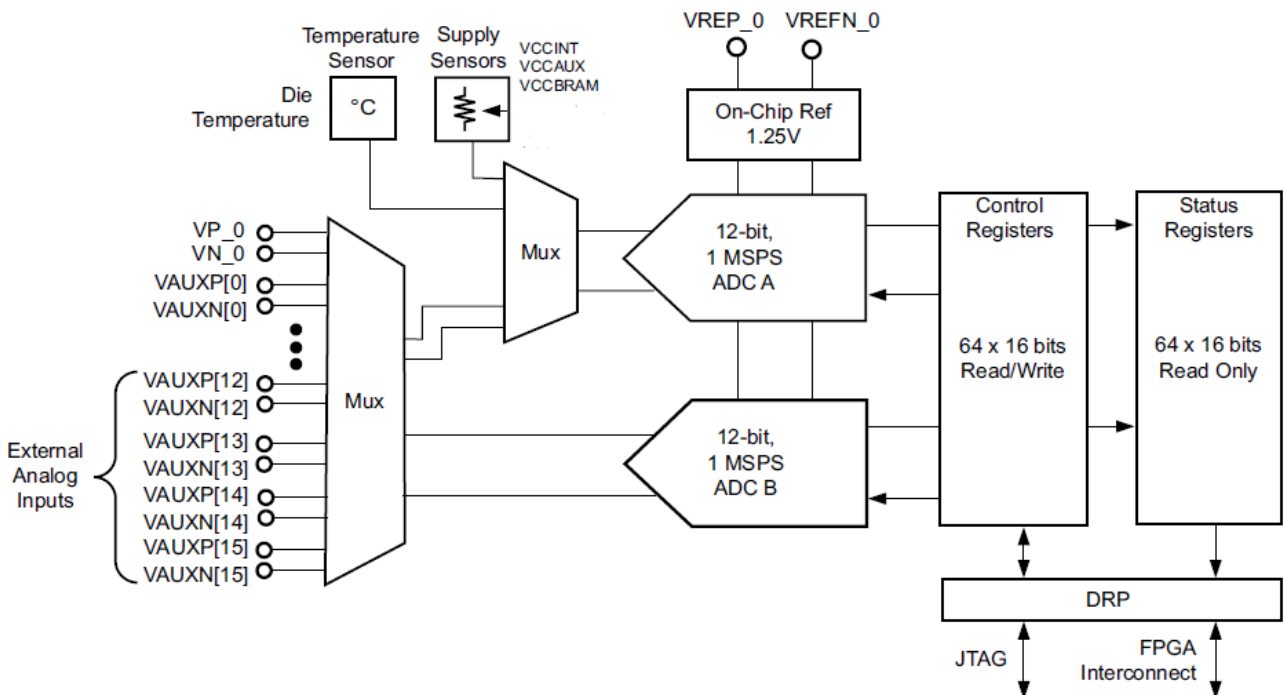 VREP_0
VREFN_0
Temperature
Sensor
Supply
Sensors
VCCINT
VCCAUX
VCCBRAM
Die
Temperature
°C
On-Chip Ref
1.25V
VP_0
VN_0
VAUXP[0]
VAUXN[0]
VAUXP[12]
VAUXN[12]
VAUXP[13]
VAUXN[13]
VAUXP[14]
VAUXN[14]
VAUXP[15]
VAUXN[15]
External
Analog
Inputs
Mux
Mux
12-bit,
1 MSPS
ADC A
12-bit,
1 MSPS
ADC B
Control
Registers
64 x 16 bits
Read/Write
Status
Registers
64 x 16 bits
Read Only
DRP
JTAG
FPGA
Interconnect